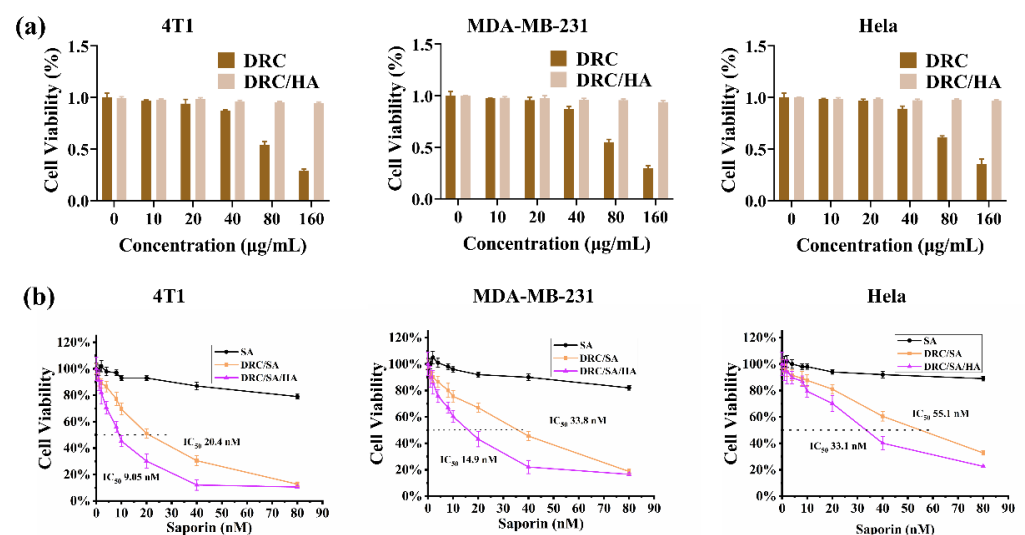 (a)
4T1
MDA-MB-231
Hela
Cell Viability (%)
1.5
1.0
0.5
0.0
DRC
DRC/HA
0 10 20 40 80 160
Concentration (μg/mL)
Cell Viability (%)
1.5
1.0
0.5
0.0
DRC
DRC/HA
0 10 20 40 80 160
Concentration (μg/mL)
Cell Viability (%)
1.5
1.0
0.5
0.0
DRC
DRC/HA
0 10 20 40 80 160
Concentration (μg/mL)
(b)
4T1
MDA-MB-231
Hela
Cell Viability
120%
100%
80%
60%
40%
20%
0%
SA
DRC/SA
DRC/SA/HA
IC50 20.4 nM
IC50 9.05 nM
0 10 20 30 40 50 60 70 80 90
Saporin (nM)
Cell Viability
120%
100%
80%
60%
40%
20%
0%
SA
DRC/SA
DRC/SA/HA
IC50 33.8 nM
IC50 14.9 nM
0 10 20 30 40 50 60 70 80 90
Saporin (nM)
Cell Viability
120%
100%
80%
60%
40%
20%
0%
SA
DRC/SA
DRC/SA/HA
IC50 55.1 nM
IC50 33.1 nM
0 10 20 30 40 50 60 70 80 90
Saporin (nM)